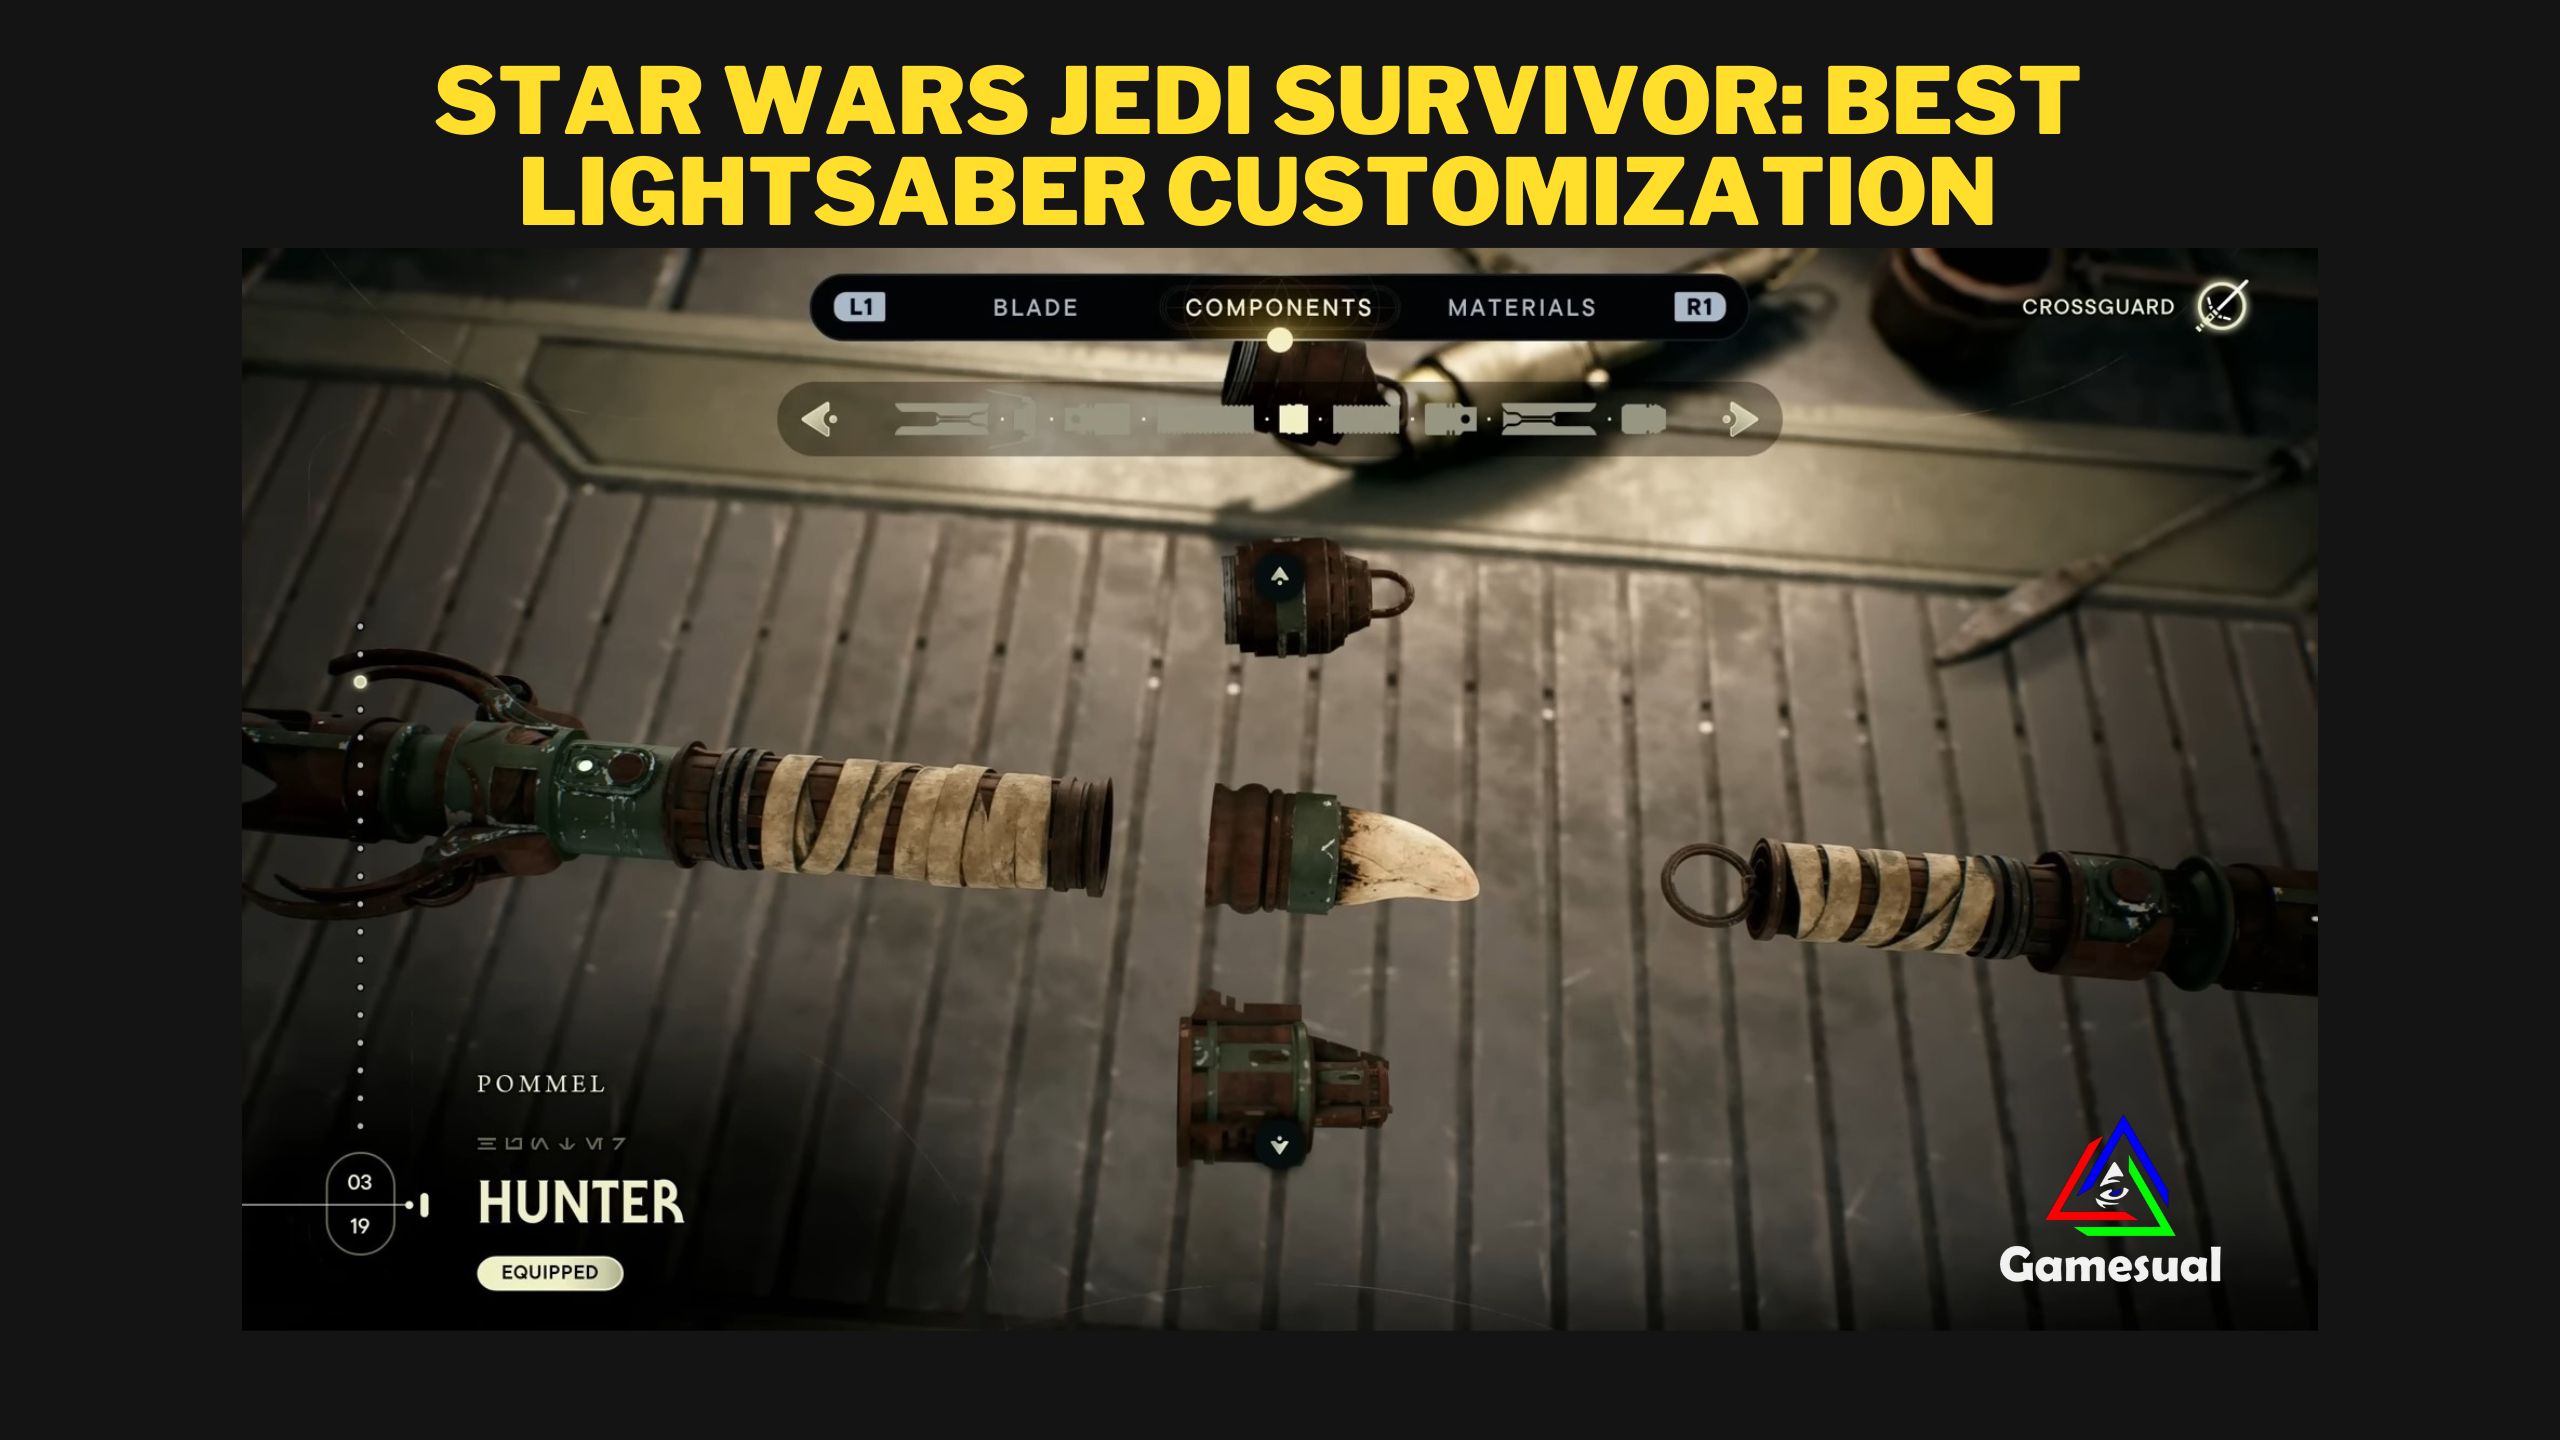 STAR WARS JEDI SURVIVOR: BEST
LIGHTSABER CUSTOMIZATION
L1 BLADE COMPONENTS MATERIALS R1
CROSSGUARD
POMMEL
HUNTER
03
19
EQUIPPED
Gamesual